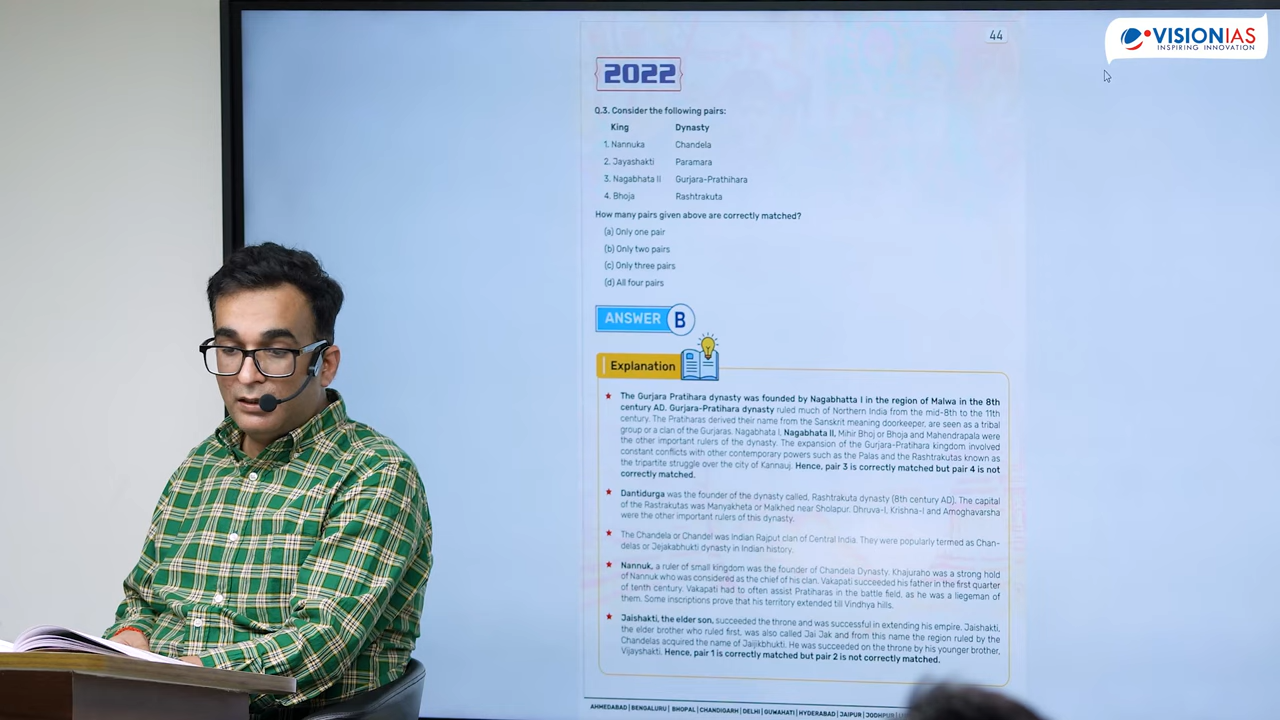 44
VISIONIAS
INSPIRING INNOVATION
2022
Q.3. Consider the following pairs:
King Dynasty
1. Nannuka Chandela
2. Jayashakti Paramara
3. Nagabhata II Gurjara-Prathihara
4. Bhoja Rashtrakuta
How many pairs given above are correctly matched?
(a) Only one pair
(b) Only two pairs
(c) Only three pairs
(d) All four pairs
ANSWER B
Explanation
★ The Gurjara Pratihara dynasty was founded by Nagabhatta I in the region of Malwa in the 8th
century AD. Gurjara-Pratihara dynasty ruled much of Northern India from the mid-8th to the 11th
century. The Pratiharas derived their name from the Sanskrit meaning doorkeeper, are seen as a tribal
group or a clan of the Gurjaras. Nagabhata I, Nagabhata II, Mihir Bhoj or Bhoja and Mahendrapala were
the other important rulers of the dynasty. The expansion of the Gurjara-Pratihara kingdom involved
constant conflicts with other contemporary powers such as the Palas and the Rashtrakutas known as
the tripartite struggle over the city of Kannauj. Hence, pair 3 is correctly matched but pair 4 is not
correctly matched.
★ Dantidurga was the founder of the dynasty called, Rashtrakuta dynasty (8th century AD). The capital
of the Rastrakutas was Manyakheta or Malkhed near Sholapur. Dhruva-I, Krishna-I and Amoghavarsha
were the other important rulers of this dynasty.
★ The Chandela or Chandel was Indian Rajput clan of Central India. They were popularly termed as Chan-
delas or Jejakabhukti dynasty in Indian history.
★ Nannuk, a ruler of small kingdom was the founder of Chandela Dynasty. Khajuraho was a strong hold
of Nannuk who was considered as the chief of his clan. Vakapati succeeded his father in the first quarter
of tenth century. Vakapati had to often assist Pratiharas in the battle field, as he was a liegeman of
them. Some inscriptions prove that his territory extended till Vindhya hills.
★ Jaishakti, the elder son, succeeded the throne and was successful in extending his empire. Jaishakti,
the elder brother who ruled first, was also called Jai Jak and from this name the region ruled by the
Chandelas acquired the name of Jaijikbhukti. He was succeeded on the throne by his younger brother,
Vijayshakti. Hence, pair 1 is correctly matched but pair 2 is not correctly matched.
AHMEDABAD | BENGALURU | BHOPAL | CHANDIGARH | DELHI | GUWAHATI | HYDERABAD | JAIPUR | JODHPUR